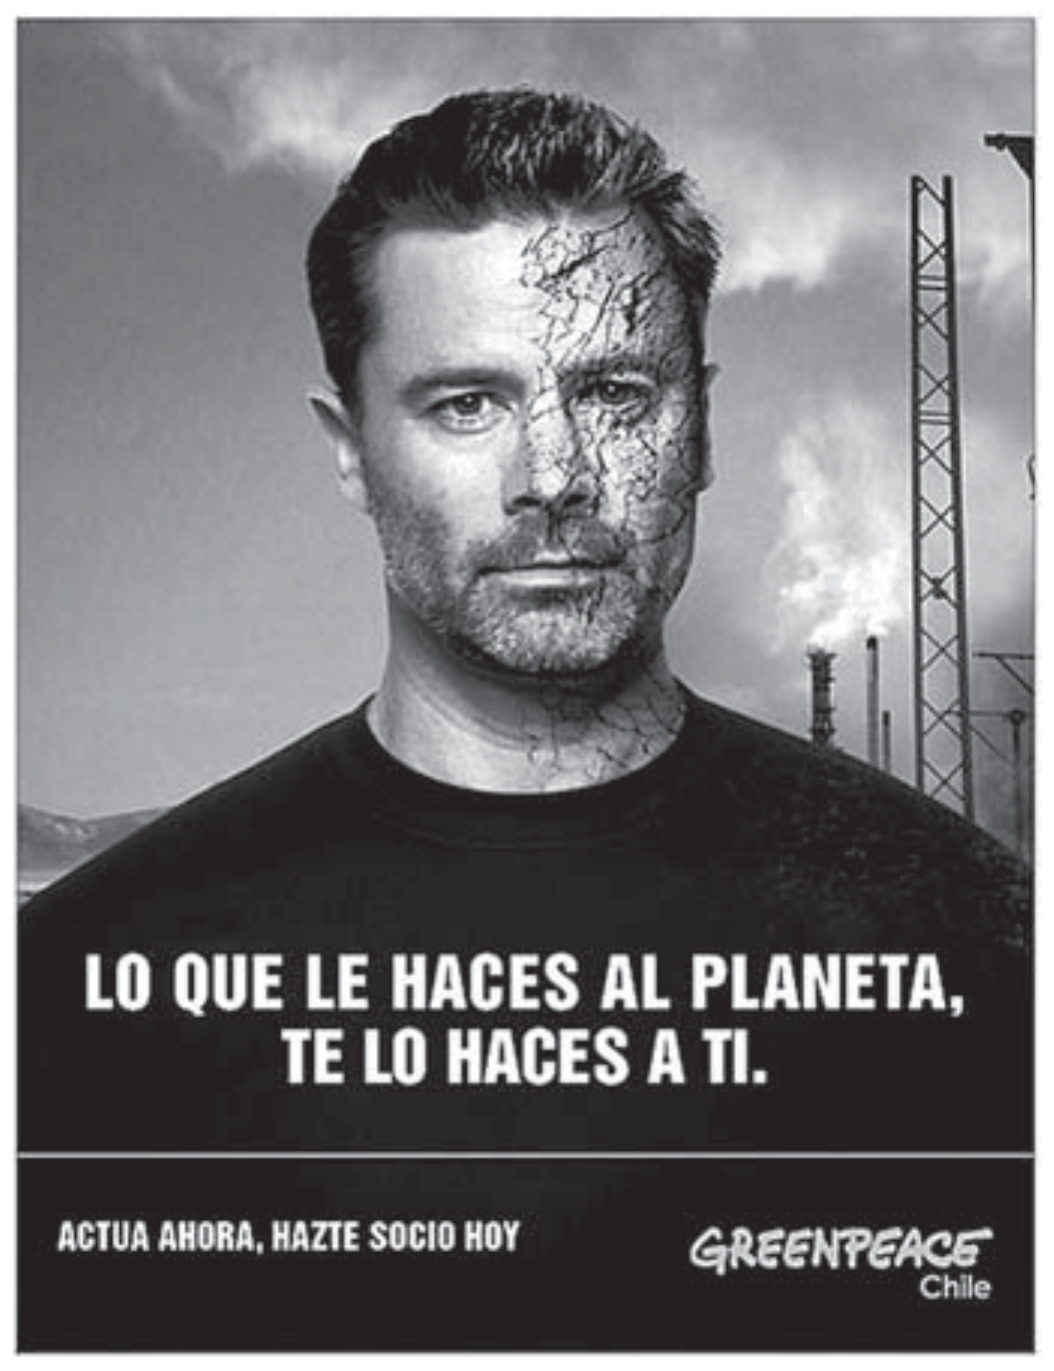 LO QUE LE HACES AL PLANETA,
TE LO HACES A TI.
ACTUA AHORA, HAZTE SOCIO HOY
GREENPEACE
Chile